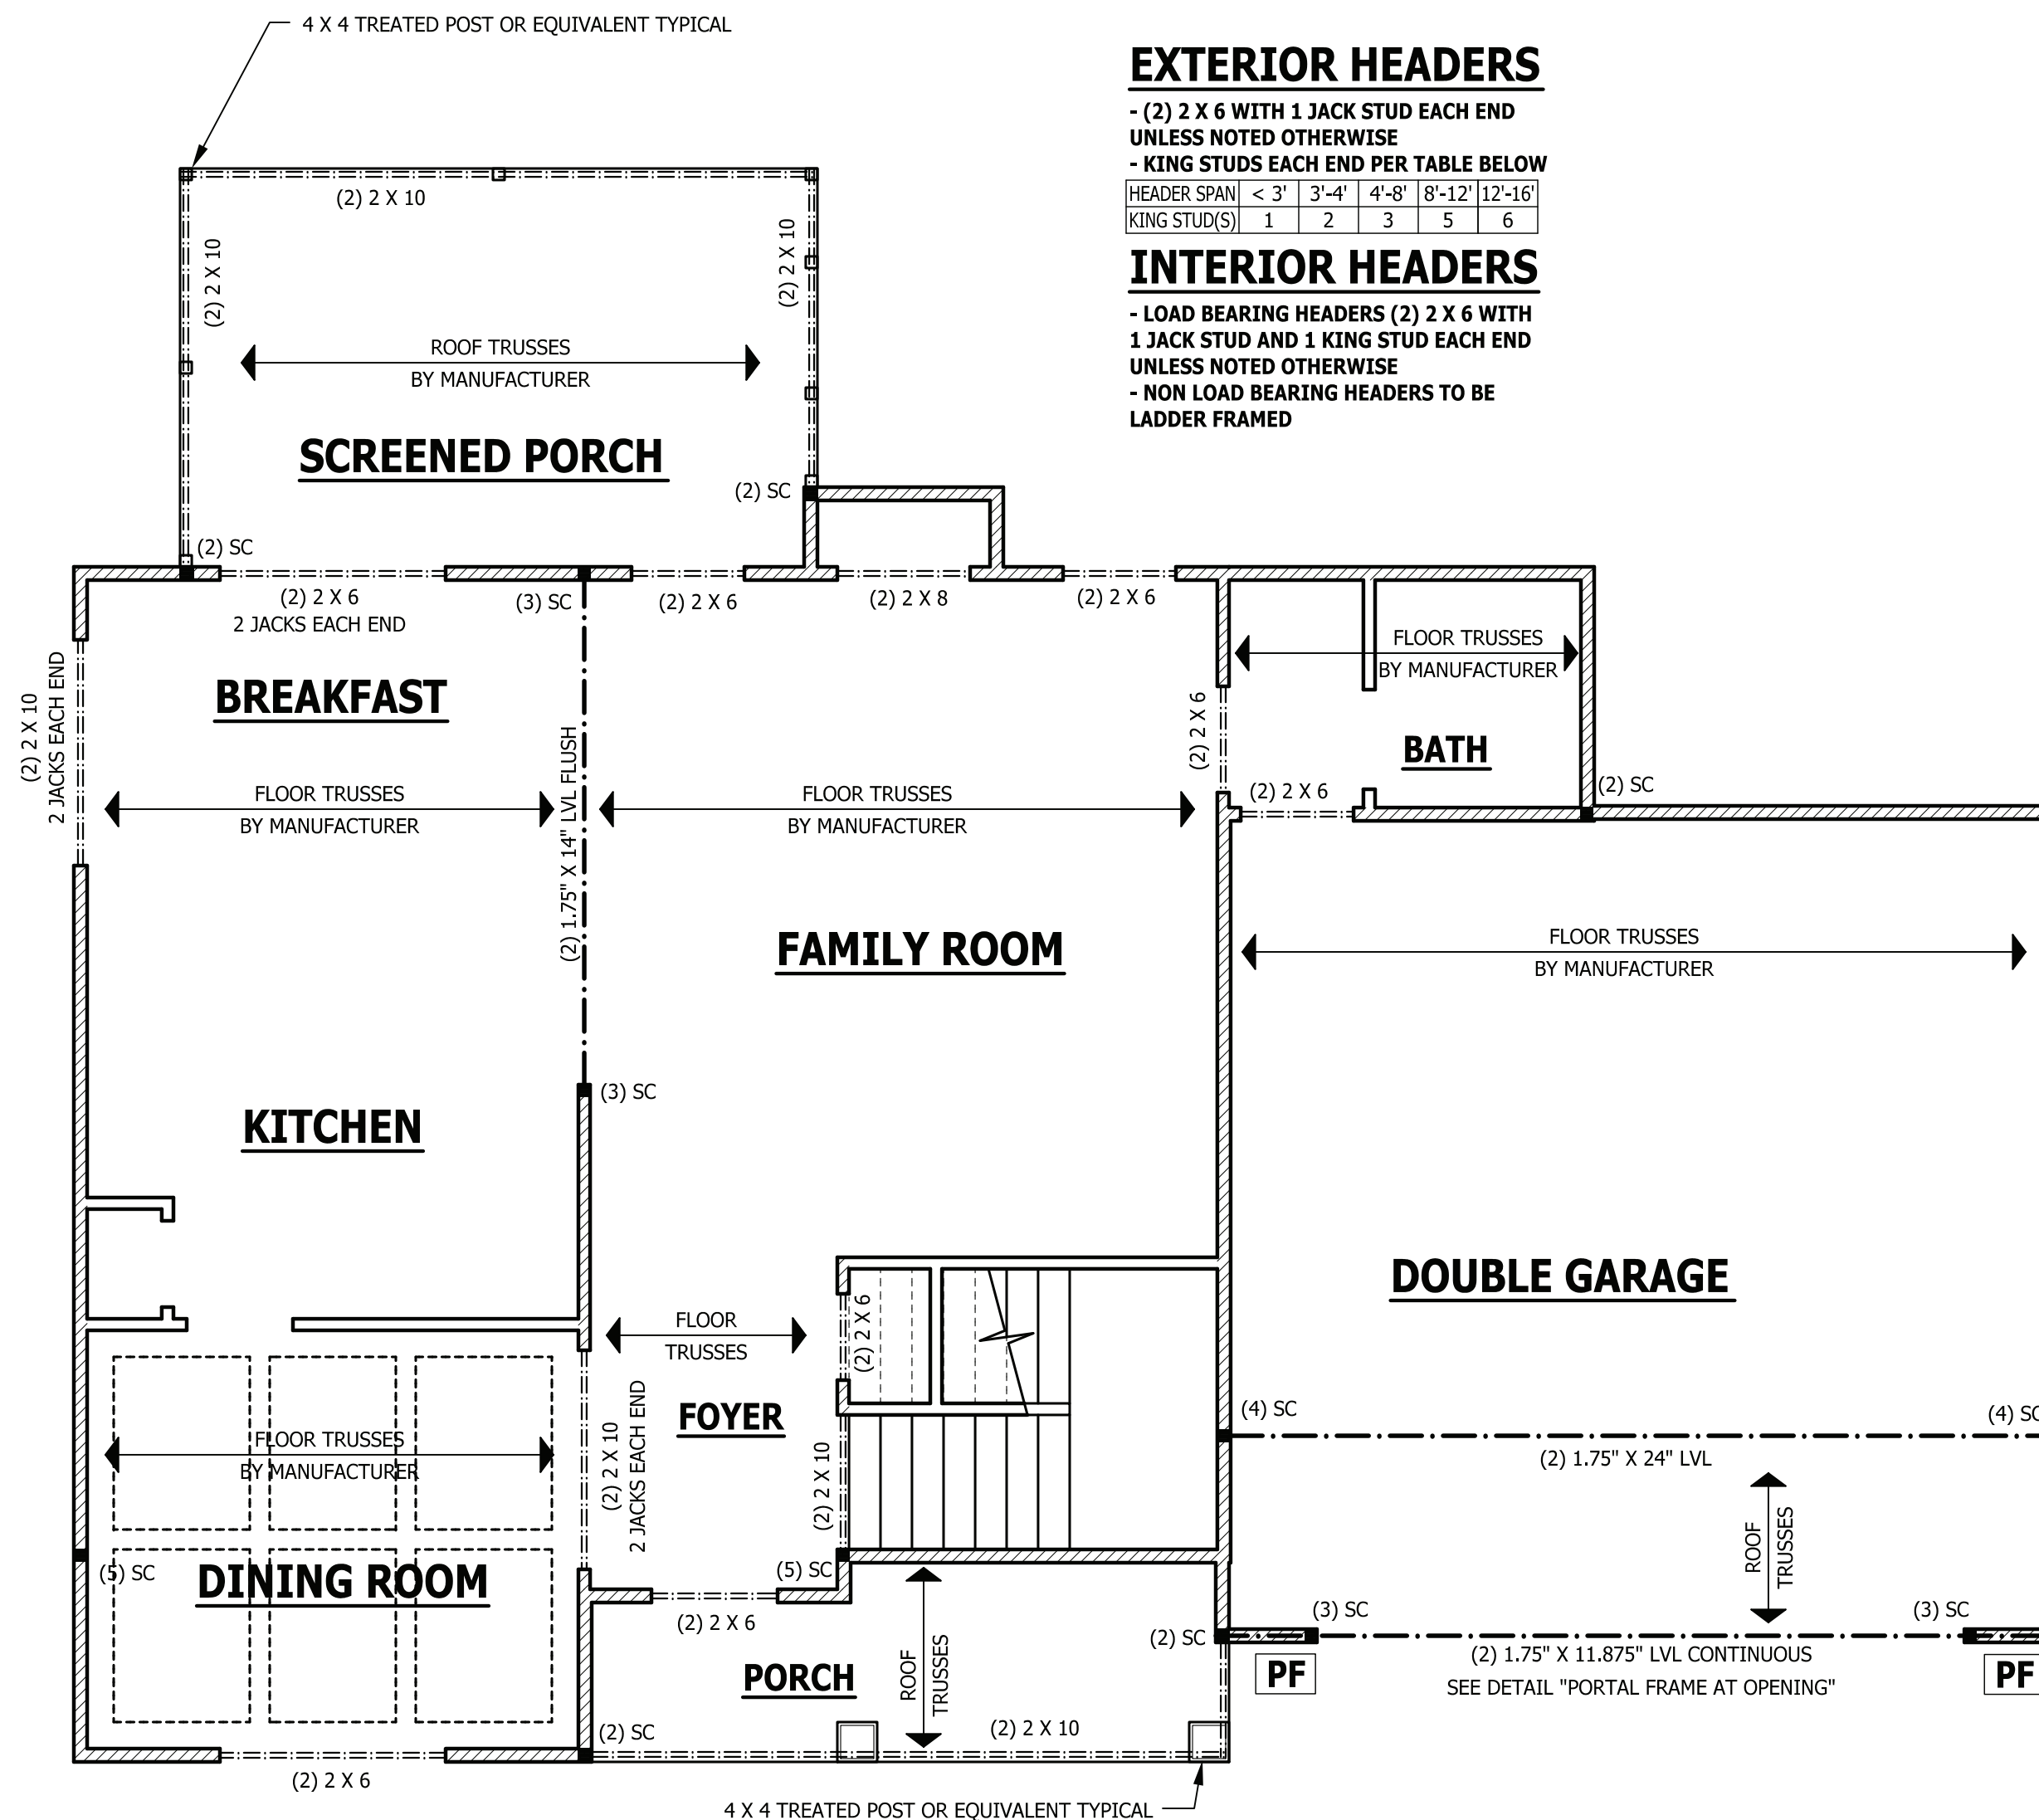 4 X 4 TREATED POST OR EQUIVALENT TYPICAL
EXTERIOR HEADERS
- (2) 2 X 6 WITH 1 JACK STUD EACH END
UNLESS NOTED OTHERWISE
- KING STUDS EACH END PER TABLE BELOW
HEADER SPAN < 3' 3'-4' 4'-8' 8'-12' 12'-16'
KING STUD(S) 1 2 3 5 6
INTERIOR HEADERS
- LOAD BEARING HEADERS (2) 2 X 6 WITH
1 JACK STUD AND 1 KING STUD EACH END
UNLESS NOTED OTHERWISE
- NON LOAD BEARING HEADERS TO BE
LADDER FRAMED
(2) 2 X 10
(2) 2 X 10
(2) 2 X 10
ROOF TRUSSES
BY MANUFACTURER
SCREENED PORCH
(2) SC
(2) SC
(2) 2 X 6
2 JACKS EACH END
(3) SC
(2) 2 X 6
(2) 2 X 8
(2) 2 X 6
(2) 2 X 10
2 JACKS EACH END
BREAKFAST
FLOOR TRUSSES
BY MANUFACTURER
(2) 1.75" X 14" LVL FLUSH
FLOOR TRUSSES
BY MANUFACTURER
(2) 2 X 6
FLOOR TRUSSES
BY MANUFACTURER
BATH
(2) 2 X 6
(2) SC
FAMILY ROOM
FLOOR TRUSSES
BY MANUFACTURER
(3) SC
KITCHEN
DOUBLE GARAGE
FLOOR
TRUSSES
(2) 2 X 6
FOYER
(2) 2 X 10
2 JACKS EACH END
(2) 2 X 10
FLOOR TRUSSES
BY MANUFACTURER
(4) SC
(4) SC
(2) 1.75" X 24" LVL
ROOF
TRUSSES
(5) SC
DINING ROOM
(5) SC
(2) 2 X 6
(3) SC
(3) SC
(2) SC
(2) 1.75" X 11.875" LVL CONTINUOUS
SEE DETAIL "PORTAL FRAME AT OPENING"
PF
PF
PORCH
ROOF
TRUSSES
(2) SC
(2) 2 X 10
(2) 2 X 6
4 X 4 TREATED POST OR EQUIVALENT TYPICAL